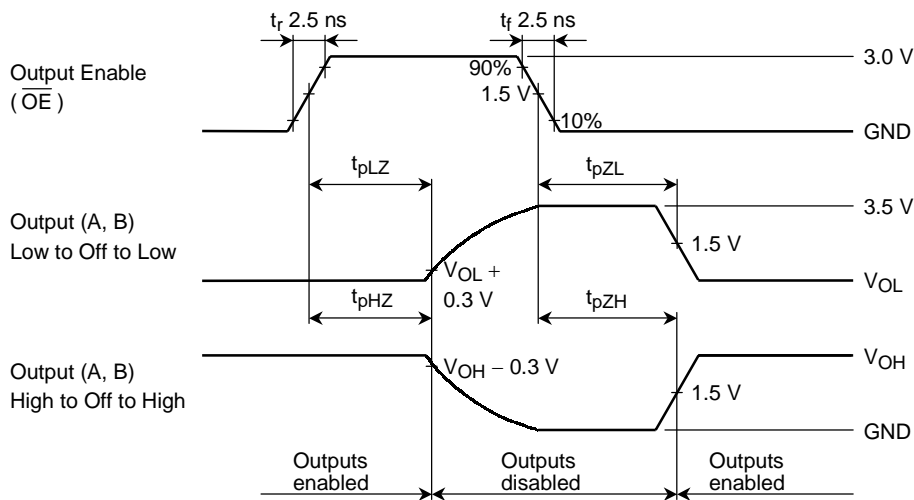 tr 2.5 ns
tf 2.5 ns
Output Enable
( OE )
90%
1.5 V
10%
3.0 V
GND
tpLZ
tpZL
Output (A, B)
Low to Off to Low
3.5 V
1.5 V
VOL +
0.3 V
VOL
tpHZ
tpZH
Output (A, B)
High to Off to High
VOH − 0.3 V
1.5 V
VOH
GND
Outputs
enabled
Outputs
disabled
Outputs
enabled